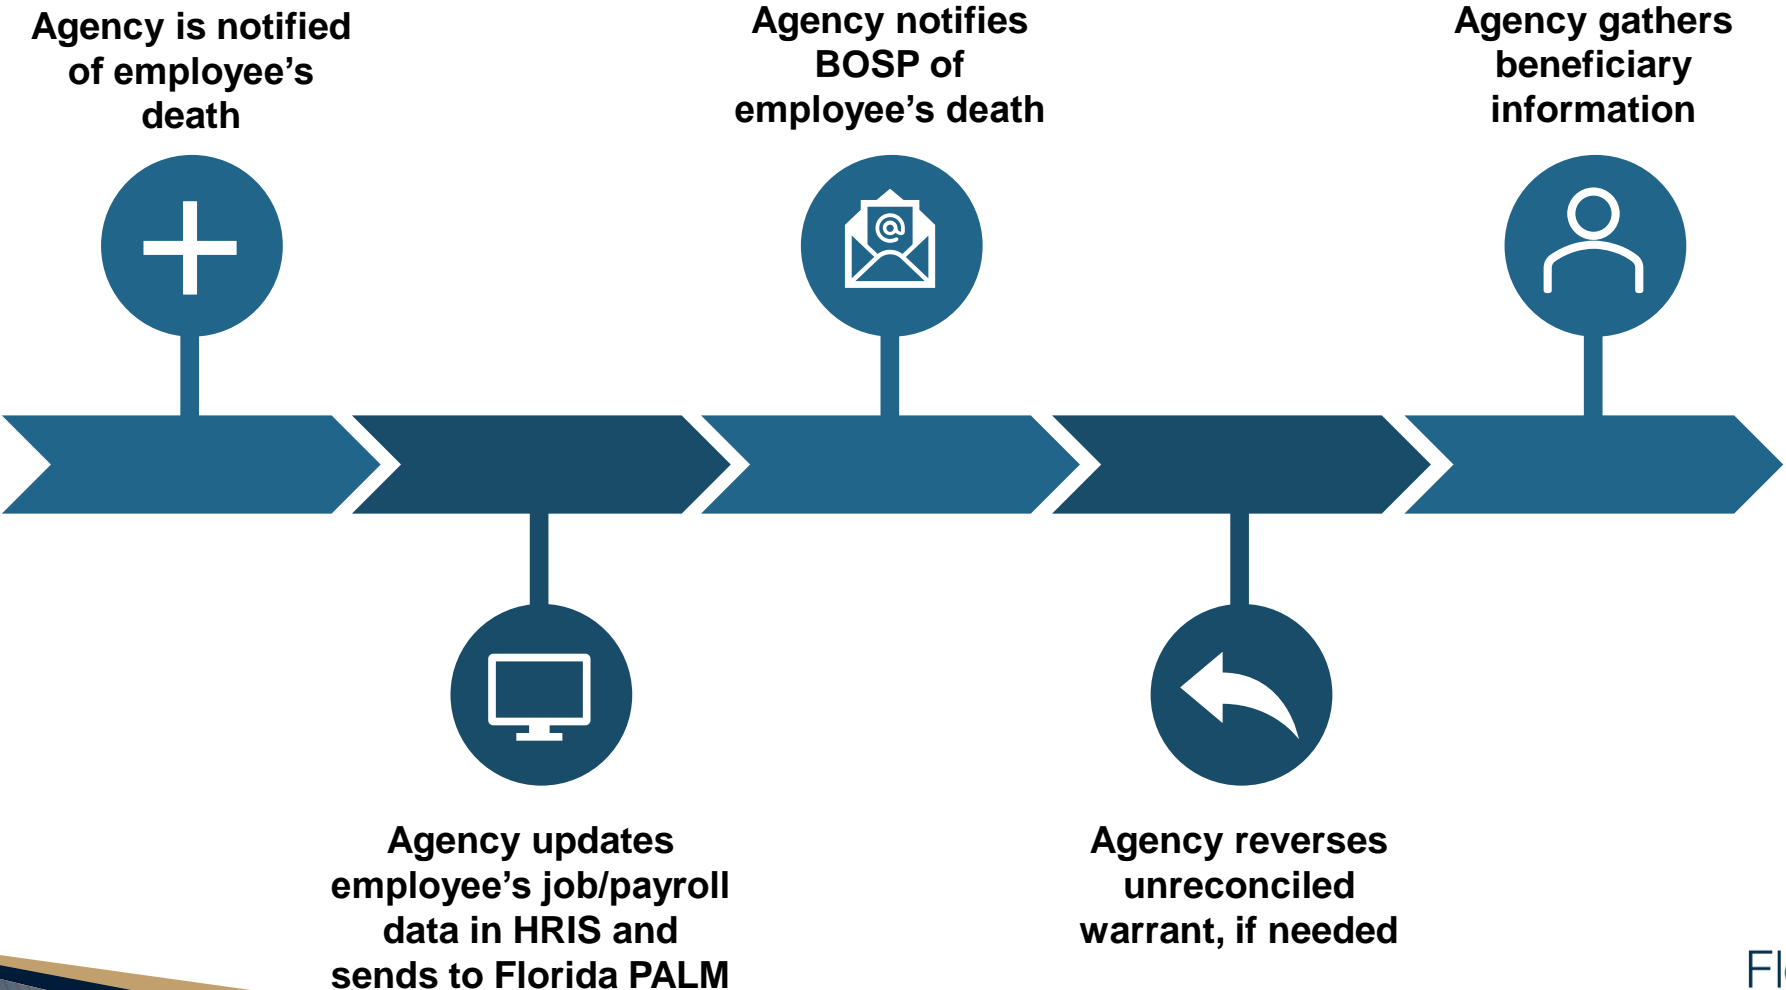 Agency is notified
of employee's
death
Agency updates
employee's job/payroll
data in HRIS and
sends to Florida PALM
Agency notifies
BOSP of
employee's death
@
Agency reverses
unreconciled
warrant, if needed
Agency gathers
beneficiary
information